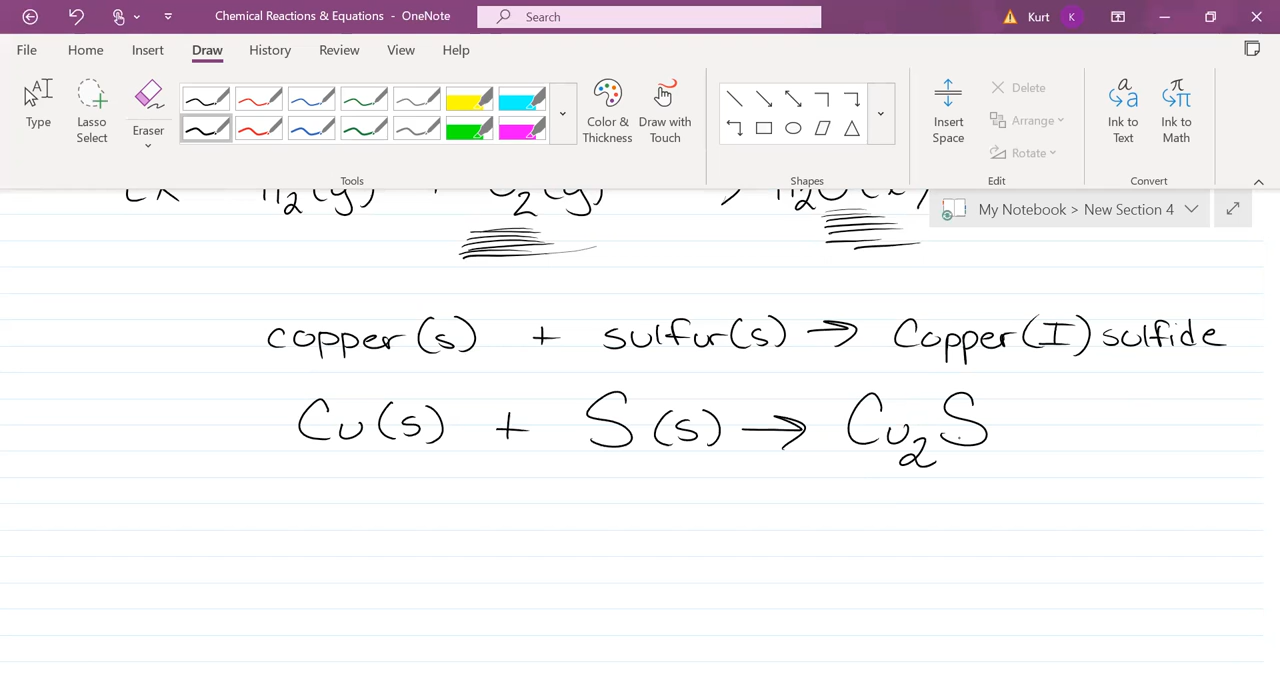 Chemical Reactions & Equations - OneNote
Search
Kurt
K
File Home Insert Draw History Review View Help
Type
Lasso Select
Eraser
Color & Thickness
Draw with Touch
Insert Space
Delete
Arrange
Rotate
Ink to Text
Ink to Math
Tools Shapes Edit Convert
My Notebook > New Section 4
copper(s) + sulfur(s) → Copper(I) sulfide
Cu(s) + S(s) → Cu₂S